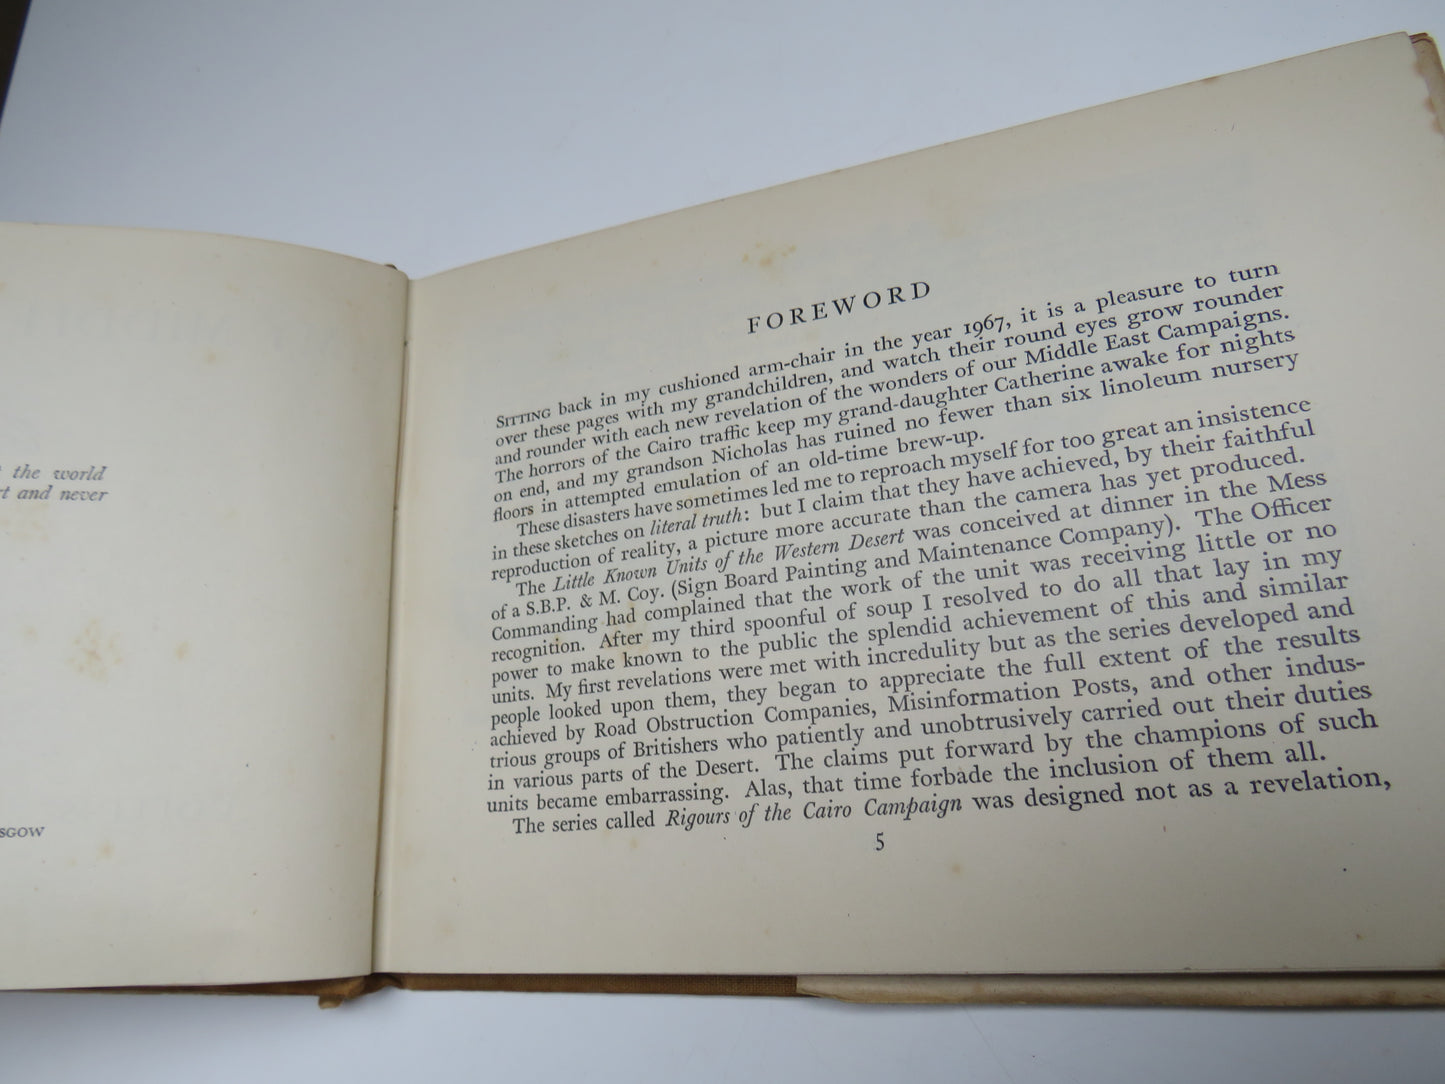 the world
rt and never
SGOW
FOREWORD
SITTING back in my cushioned arm-chair in the year 1967, it is a pleasure to turn
over these pages with my grandchildren, and watch their round eyes grow rounder
and rounder with each new revelation of the wonders of our Middle East Campaigns.
The horrors of the Cairo traffic keep my grand-daughter Catherine awake for nights
on end, and my grandson Nicholas has ruined no fewer than six linoleum nursery
floors in attempted emulation of an old-time brew-up.
These disasters have sometimes led me to reproach myself for too great an insistence
in these sketches on literal truth: but I claim that they have achieved, by their faithful
reproduction of reality, a picture more accurate than the camera has yet produced.
The Little Known Units of the Western Desert was conceived at dinner in the Mess
of a S.B.P. & M. Coy. (Sign Board Painting and Maintenance Company). The Officer
Commanding had complained that the work of the unit was receiving little or no
recognition. After my third spoonful of soup I resolved to do all that lay in my
power to make known to the public the splendid achievement of this and similar
units. My first revelations were met with incredulity but as the series developed and
people looked upon them, they began to appreciate the full extent of the results
achieved by Road Obstruction Companies, Misinformation Posts, and other indus-
trious groups of Britishers who patiently and unobtrusively carried out their duties
in various parts of the Desert. The claims put forward by the champions of such
units became embarrassing. Alas, that time forbade the inclusion of them all.
The series called Rigours of the Cairo Campaign was designed not as a revelation,
5